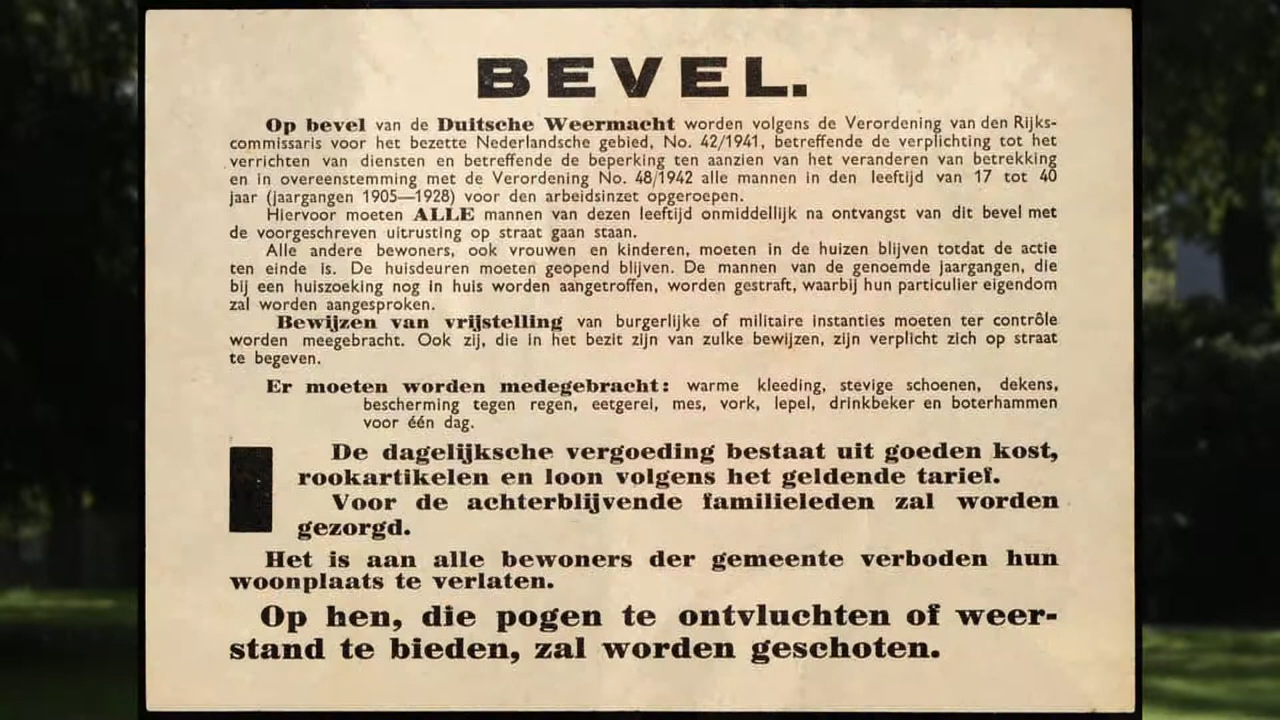 BEVEL.
Op bevel van de Duitsche Weermacht worden volgens de Verordening van den Rijks-
commissaris voor het bezette Nederlandsche gebied, No. 42/1941, betreffende de verplichting tot het
verrichten van diensten en betreffende de beperking ten aanzien van het veranderen van betrekking
en in overeenstemming met de Verordening No. 48/1942 alle mannen in den leeftijd van 17 tot 40
jaar (jaargangen 1905—1928) voor den arbeidsinzet opgeroepen.
Hiervoor moeten ALLE mannen van dezen leeftijd onmiddellijk na ontvangst van dit bevel met
de voorgeschreven uitrusting op straat gaan staan.
Alle andere bewoners, ook vrouwen en kinderen, moeten in de huizen blijven totdat de actie
ten einde is. De huisdeuren moeten geopend blijven. De mannen van de genoemde jaargangen, die
bij een huiszoeking nog in huis worden aangetroffen, worden gestraft, waarbij hun particulier eigendom
zal worden aangesproken.
Bewijzen van vrijstelling van burgerlijke of militaire instanties moeten ter contrôle
worden meegebracht. Ook zij, die in het bezit zijn van zulke bewijzen, zijn verplicht zich op straat
te begeven.
Er moeten worden medegebracht: warme kleeding, stevige schoenen, dekens,
bescherming tegen regen, eetgerei, mes, vork, lepel, drinkbeker en boterhammen
voor één dag.
De dagelijksche vergoeding bestaat uit goeden kost,
rookartikelen en loon volgens het geldende tarief.
Voor de achterblijvende familieleden zal worden
gezorgd.
Het is aan alle bewoners der gemeente verboden hun
woonplaats te verlaten.
Op hen, die pogen te ontvluchten of weer-
stand te bieden, zal worden geschoten.